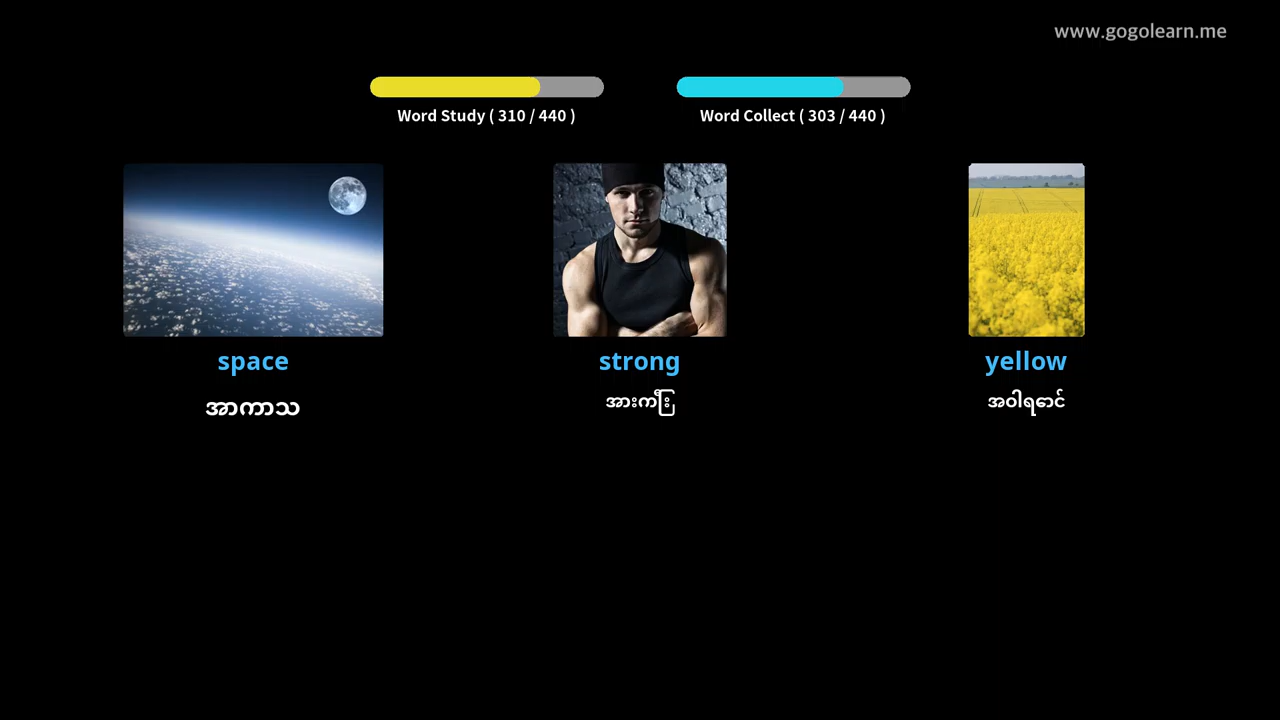 www.gogolearn.me
Word Study ( 310 / 440 )
Word Collect ( 303 / 440 )
space
strong
yellow
အာကာသ
အားကြီး
အဝါရောင်